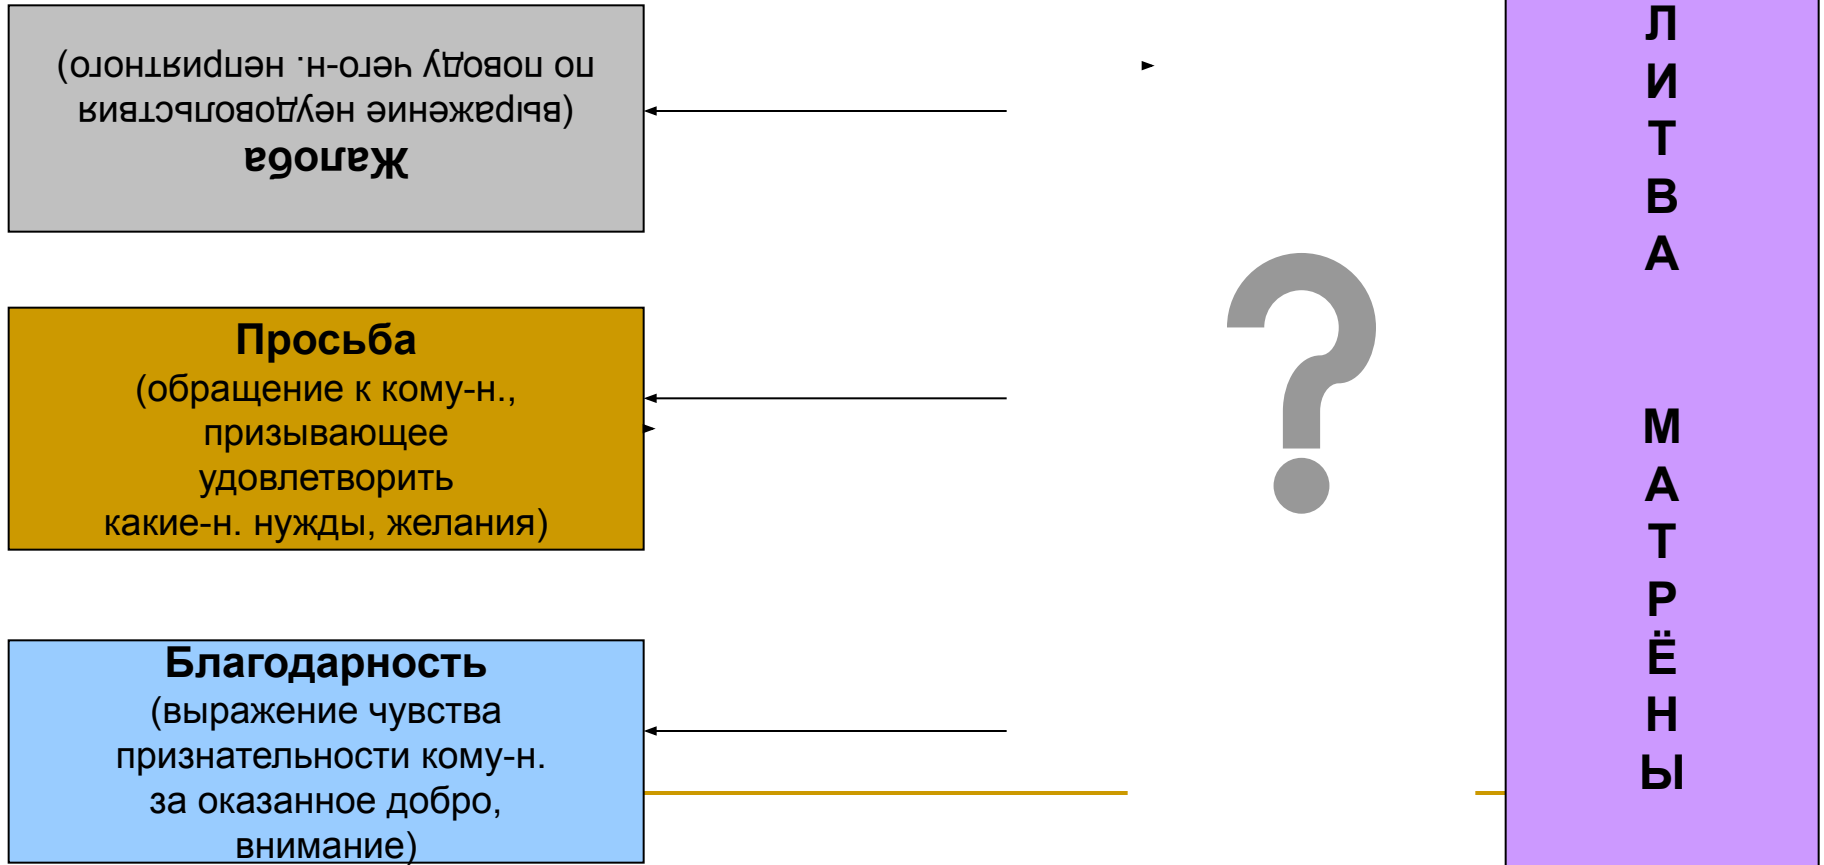 Жалоба
(выражение неудовольствия
по поводу чего-н. неприятного)
Просьба
(обращение к кому-н.,
призывающее
удовлетворить
какие-н. нужды, желания)
Благодарность
(выражение чувства
признательности кому-н.
за оказанное добро,
внимание)
?
Л
И
Т
В
А
М
А
Т
Р
Ё
Н
Ы